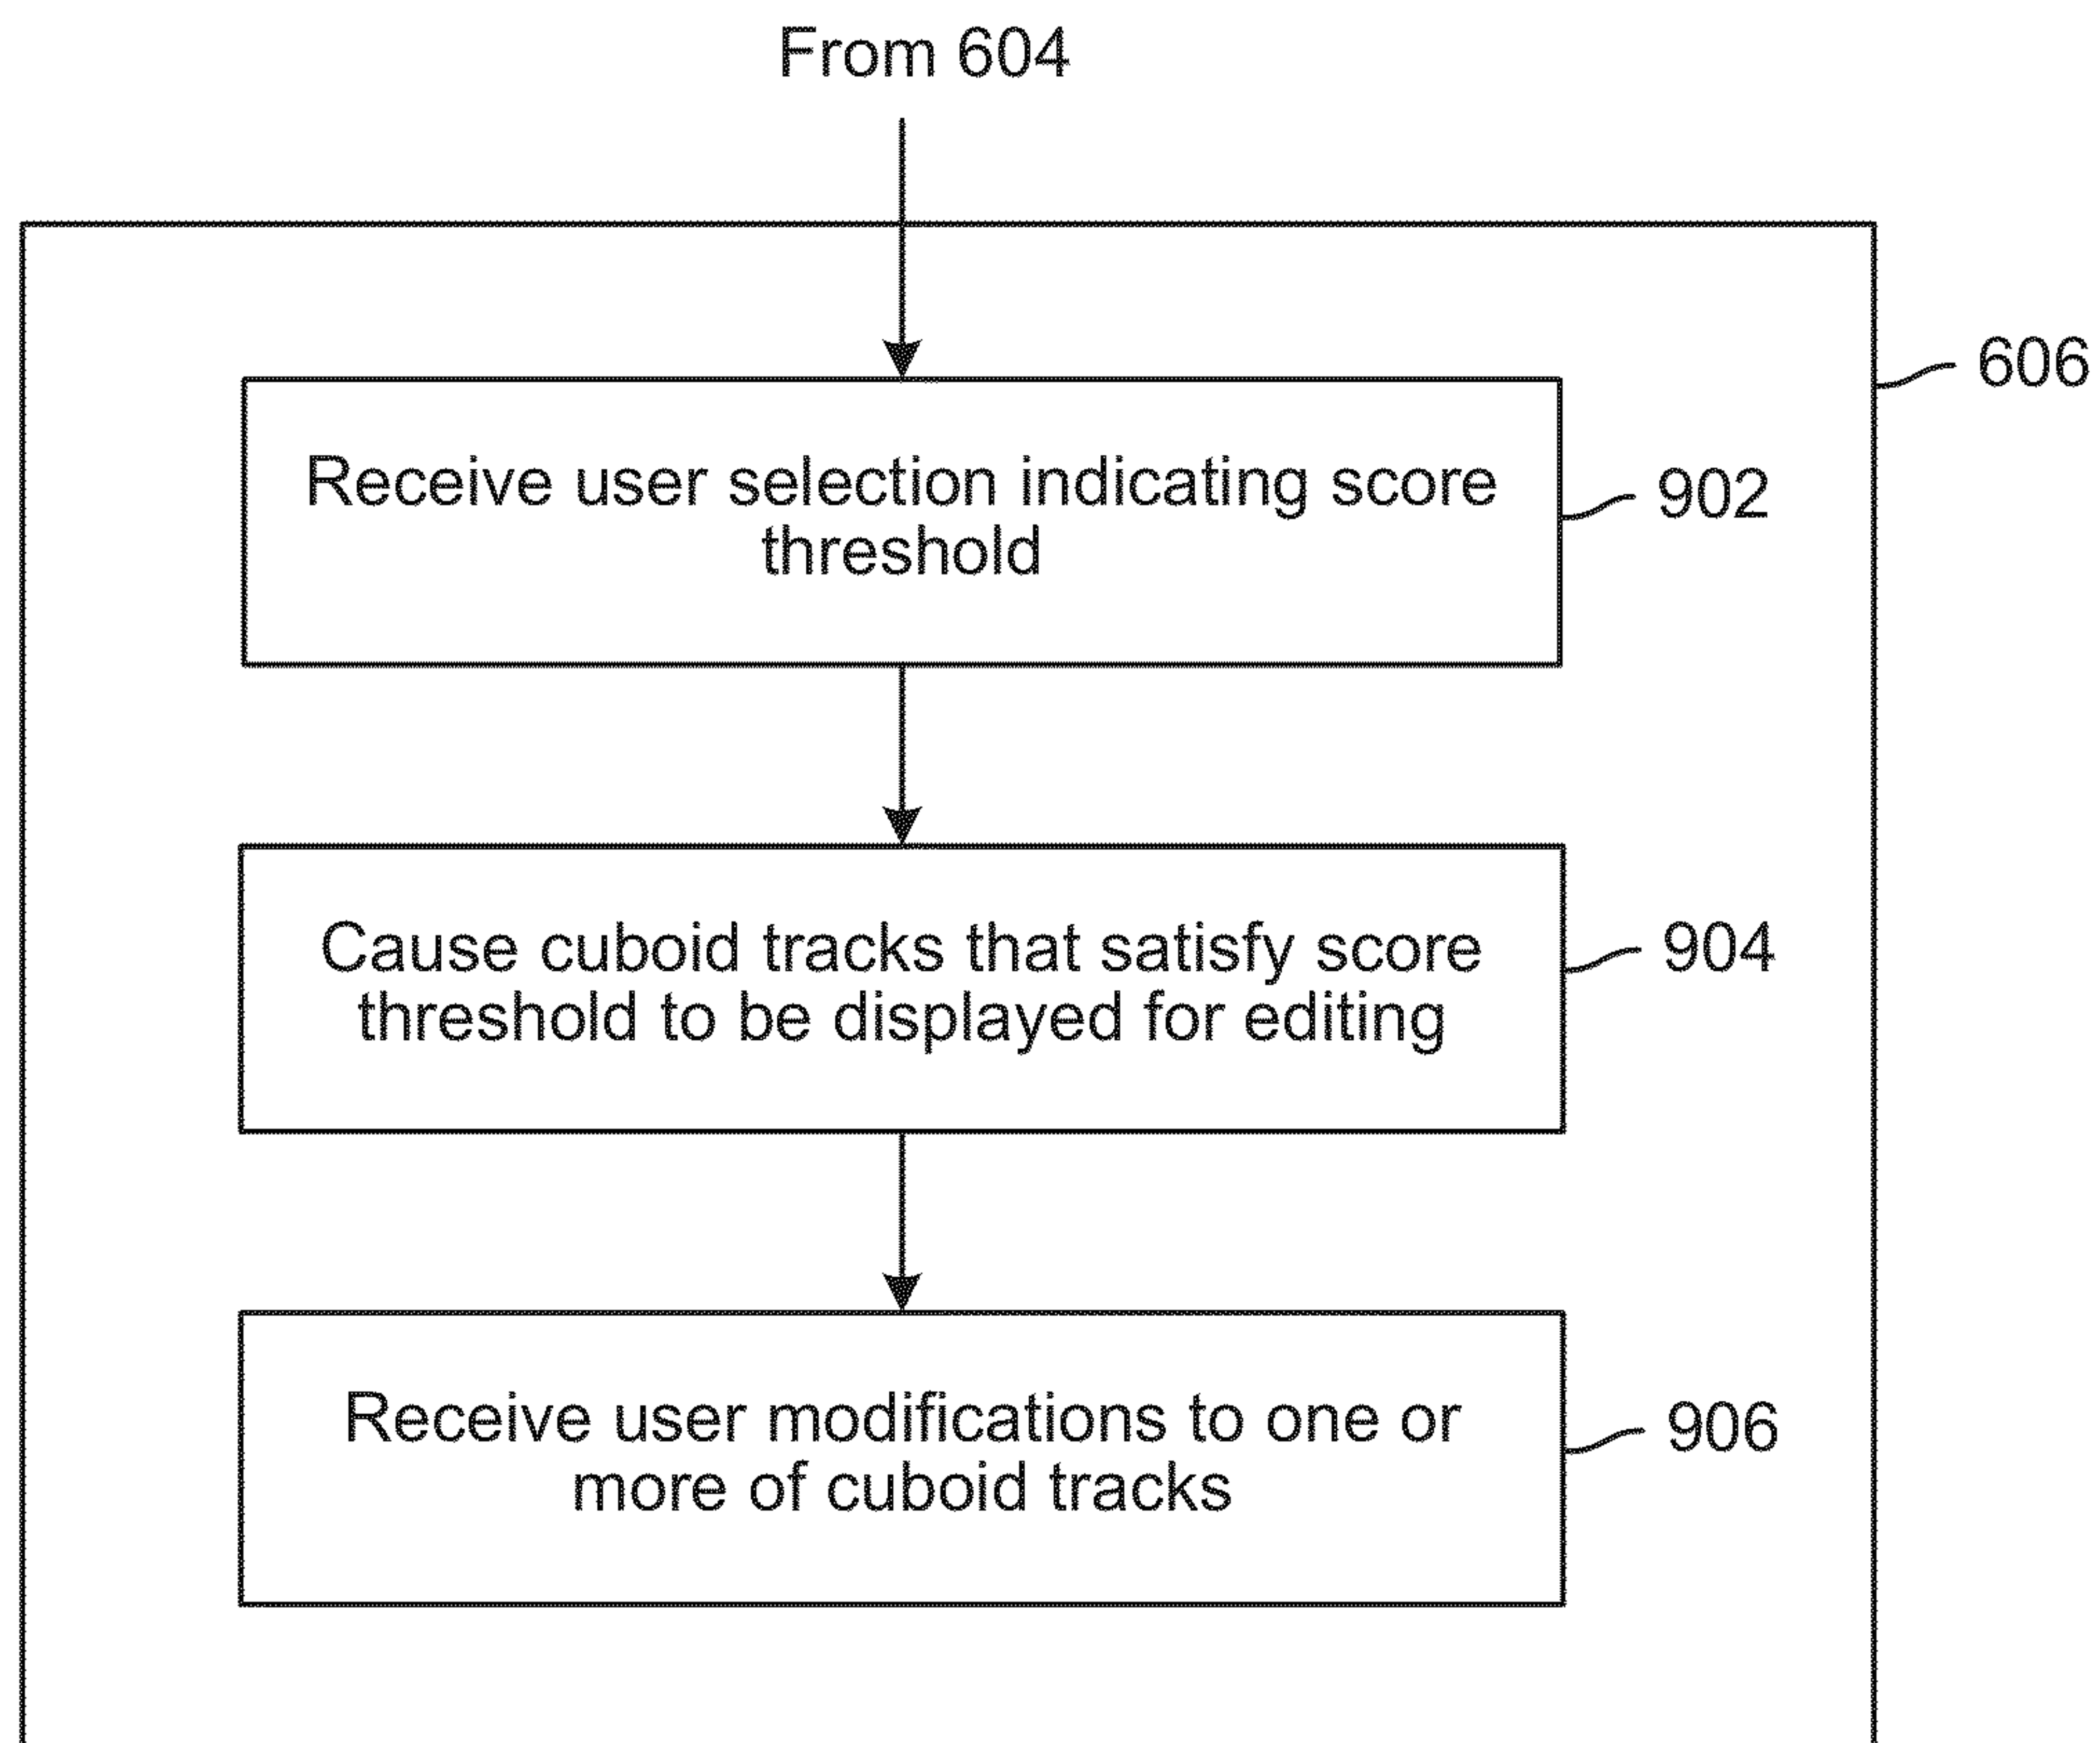 From 604
606
Receive user selection indicating score
threshold
902
Cause cuboid tracks that satisfy score
threshold to be displayed for editing
904
Receive user modifications to one or
more of cuboid tracks
906